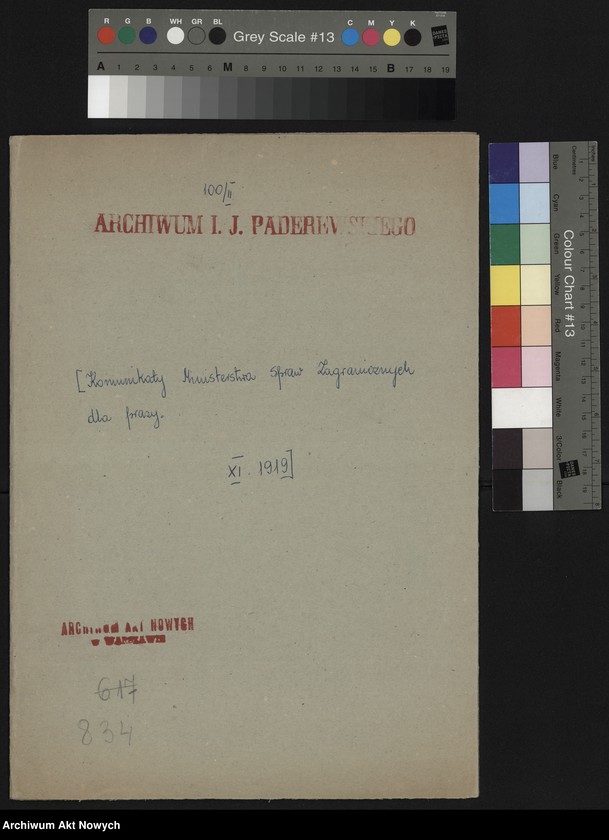 R G B WH GR BL Grey Scale #13 C M Y K
A 1 2 3 4 5 6 M 8 9 10 11 12 13 14 15 B 17 18 19
100/II
ARCHIWUM I. J. PADEREWSKIEGO
[Komunikaty Ministerstwa Spraw Zagranicznych
dla prasy.
XI. 1919]
ARCHIWUM AKT NOWYCH
W WARSZAWIE
617
834
Colour Chart #13
Blue
Cyan
Green
Yellow
Red
Magenta
White
3/Color
Black
Centimetres
Inches
Archiwum Akt Nowych